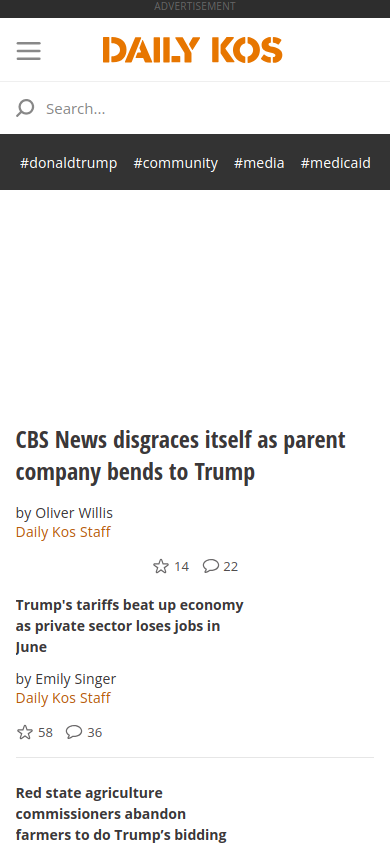 ADVERTISEMENT
DAILY KOS
Search...
#donaldtrump #community #media #medicaid
CBS News disgraces itself as parent
company bends to Trump
by Oliver Willis
Daily Kos Staff
14 22
Trump's tariffs beat up economy
as private sector loses jobs in
June
by Emily Singer
Daily Kos Staff
58 36
Red state agriculture
commissioners abandon
farmers to do Trump’s bidding